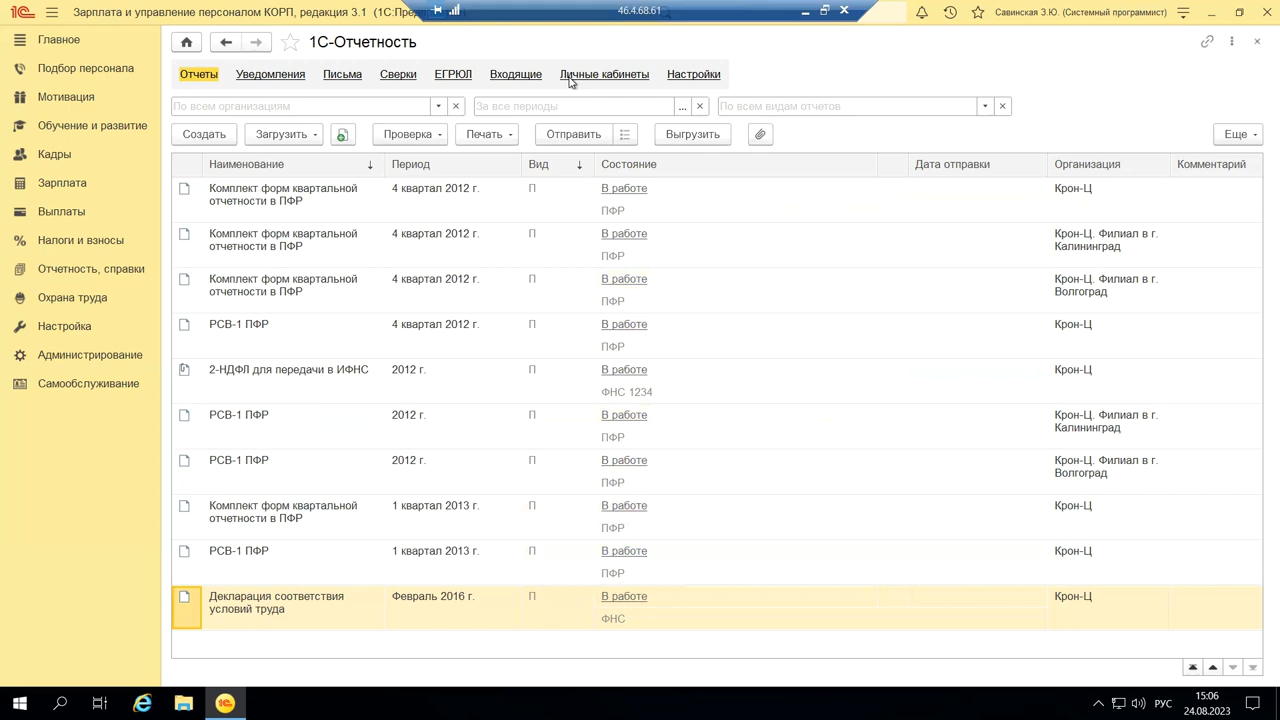 Зарплата и управление персоналом КОРП, редакция 3.1 (1С:Пред
46.4.68.61
Савинская З.Ю. (Системный программист)
Главное
Подбор персонала
Мотивация
Обучение и развитие
Кадры
Зарплата
Выплаты
Налоги и взносы
Отчетность, справки
Охрана труда
Настройка
Администрирование
Самообслуживание
1С-Отчетность
Отчеты Уведомления Письма Сверки ЕГРЮЛ Входящие Личные кабинеты Настройки
По всем организациям За все периоды ... По всем видам отчетов
Создать Загрузить Проверка Печать Отправить Выгрузить Еще
Наименование Период Вид Состояние Дата отправки Организация Комментарий
Комплект форм квартальной 4 квартал 2012 г. П В работе Крон-Ц
отчетности в ПФР
ПФР
Комплект форм квартальной 4 квартал 2012 г. П В работе Крон-Ц. Филиал в г.
отчетности в ПФР Калининград
ПФР
Комплект форм квартальной 4 квартал 2012 г. П В работе Крон-Ц. Филиал в г.
отчетности в ПФР Волгоград
ПФР
РСВ-1 ПФР 4 квартал 2012 г. П В работе Крон-Ц
ПФР
2-НДФЛ для передачи в ИФНС 2012 г. П В работе Крон-Ц
ФНС 1234
РСВ-1 ПФР 2012 г. П В работе Крон-Ц. Филиал в г.
Калининград
ПФР
РСВ-1 ПФР 2012 г. П В работе Крон-Ц. Филиал в г.
Волгоград
ПФР
Комплект форм квартальной 1 квартал 2013 г. П В работе Крон-Ц
отчетности в ПФР
ПФР
РСВ-1 ПФР 1 квартал 2013 г. П В работе Крон-Ц
ПФР
Декларация соответствия Февраль 2016 г. П В работе Крон-Ц
условий труда
ФНС
РУС
15:06
24.08.2023